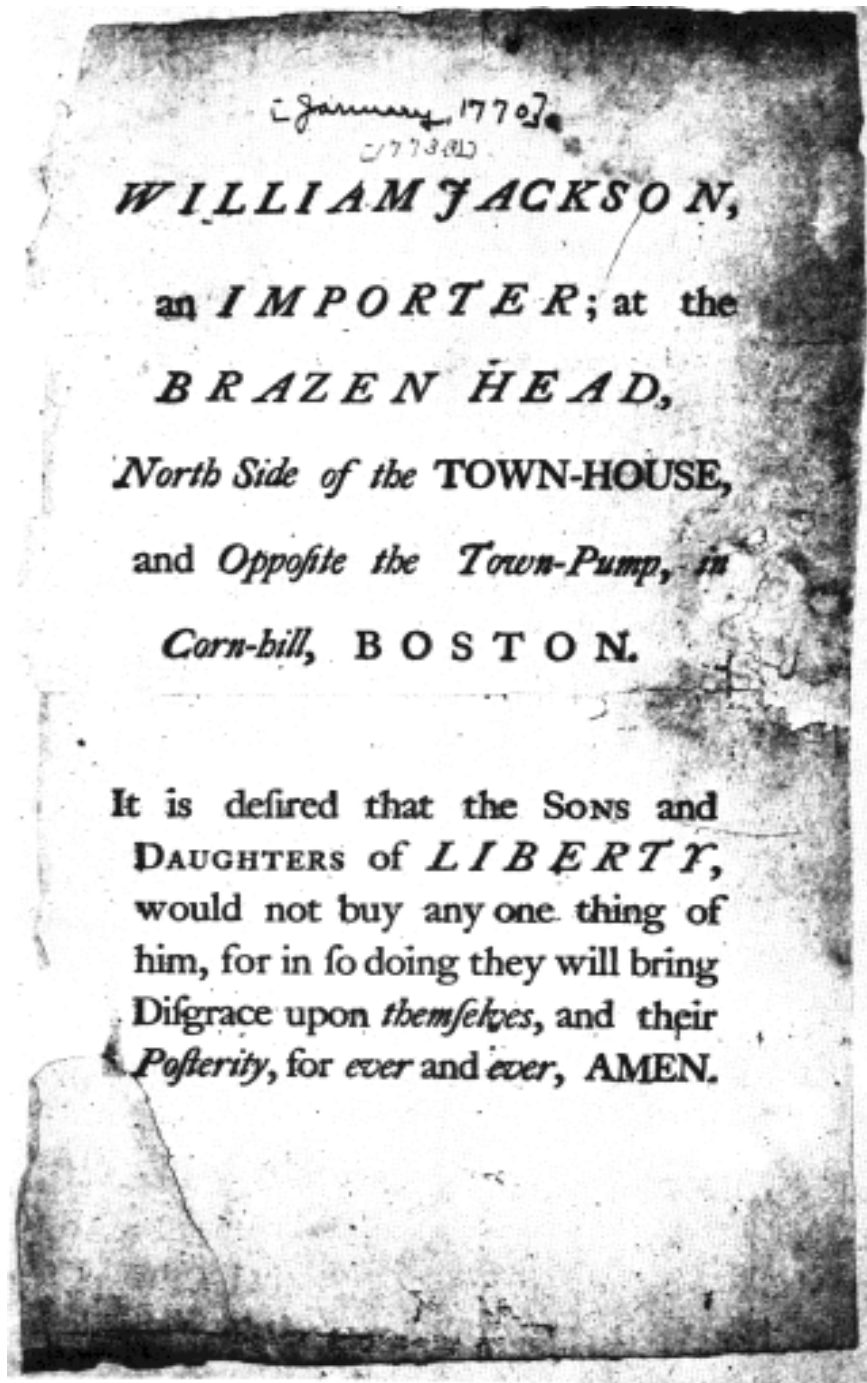 [January, 1770]
WILLIAM JACKSON,
an IMPORTER; at the
BRAZEN HEAD,
North Side of the TOWN-HOUSE,
and Oppoſite the Town-Pump, in
Corn-hill, BOSTON.
It is deſired that the SONS and
DAUGHTERS of LIBERTY,
would not buy any one thing of
him, for in ſo doing they will bring
Diſgrace upon themſelves, and their
Poſterity, for ever and ever, AMEN.